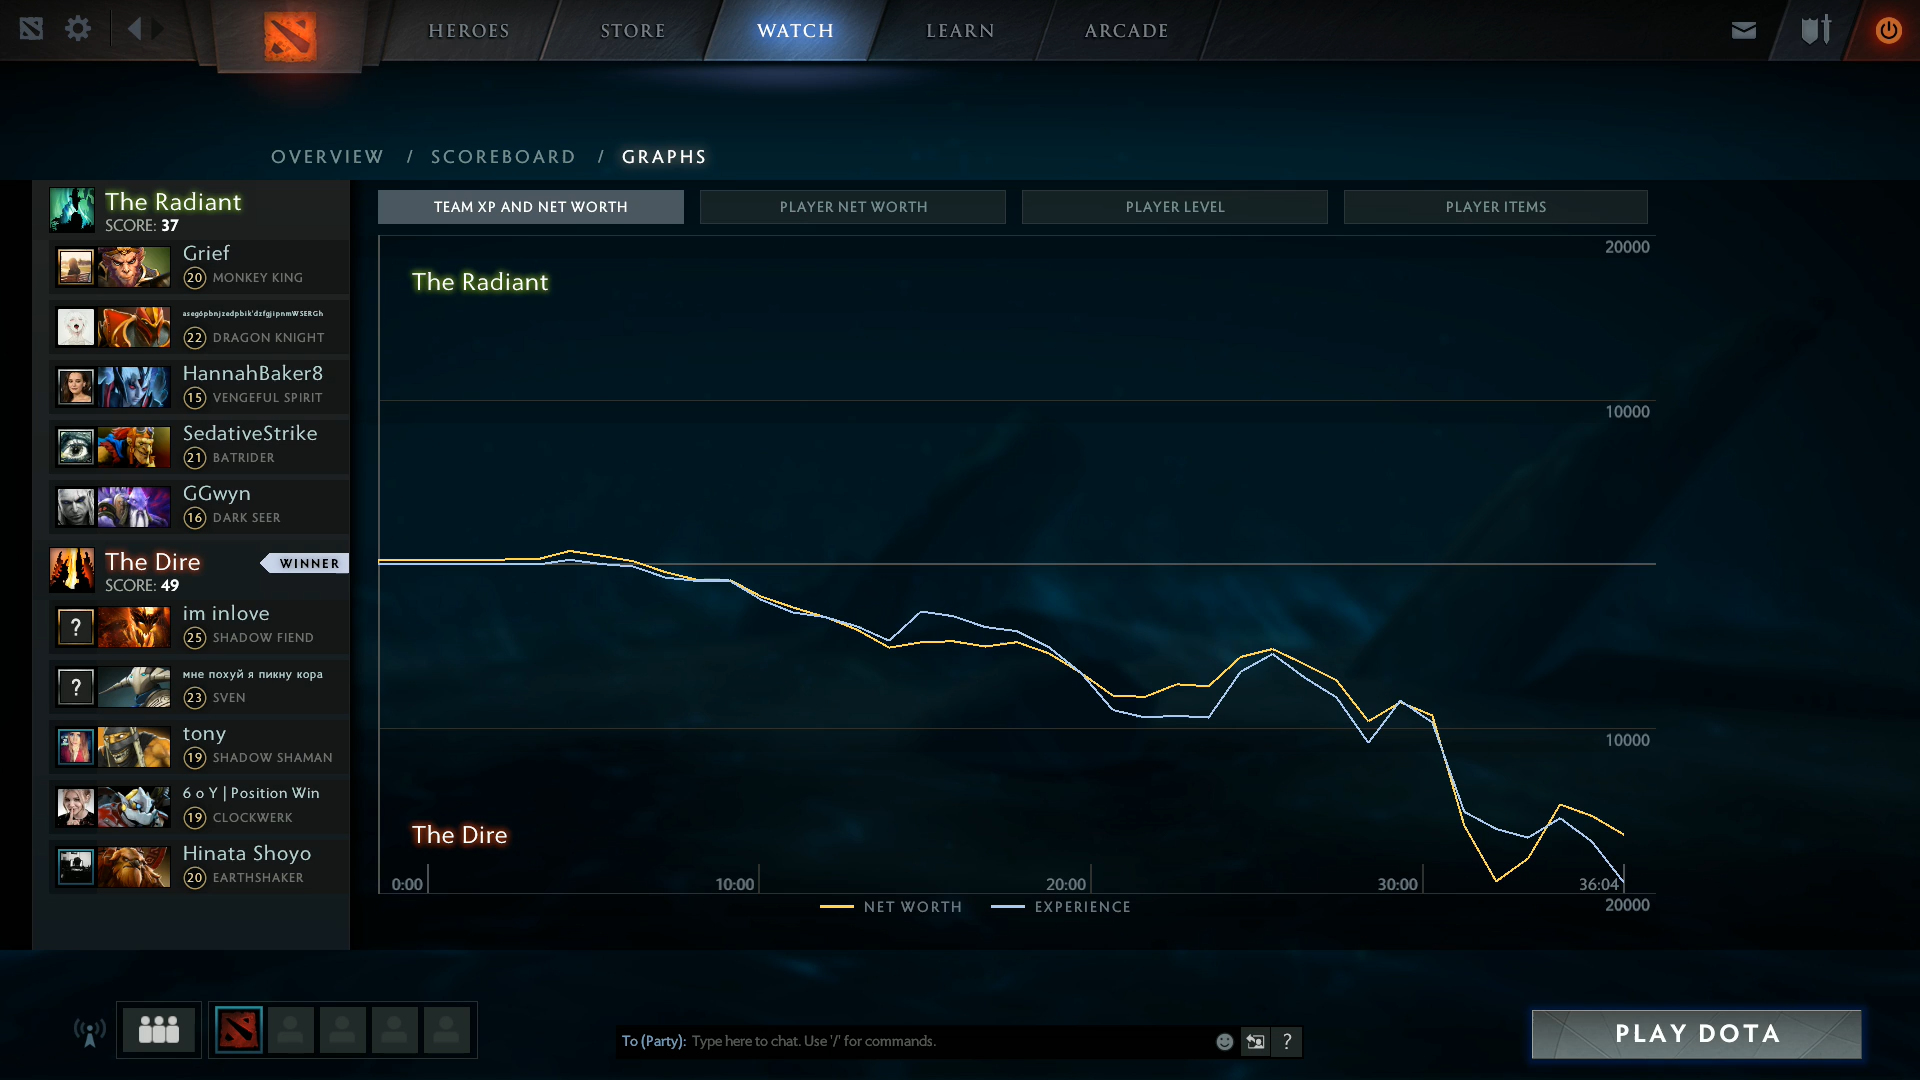 HEROES
STORE
WATCH
LEARN
ARCADE
OVERVIEW / SCOREBOARD / GRAPHS
The Radiant
SCORE: 37
Grief
20 MONKEY KING
22 DRAGON KNIGHT
HannahBaker8
15 VENGEFUL SPIRIT
SedativeStrike
21 BATRIDER
GGwyn
16 DARK SEER
The Dire
WINNER
SCORE: 49
? im inlove
25 SHADOW FIEND
? мне похуй я пикну кора
23 SVEN
tony
19 SHADOW SHAMAN
6 o Y | Position Win
19 CLOCKWERK
Hinata Shoyo
20 EARTHSHAKER
TEAM XP AND NET WORTH
PLAYER NET WORTH
PLAYER LEVEL
PLAYER ITEMS
20000
The Radiant
10000
10000
The Dire
0:00
10:00
20:00
30:00
36:04
20000
NET WORTH
EXPERIENCE
To (Party): Type here to chat. Use '/' for commands.
?
PLAY DOTA